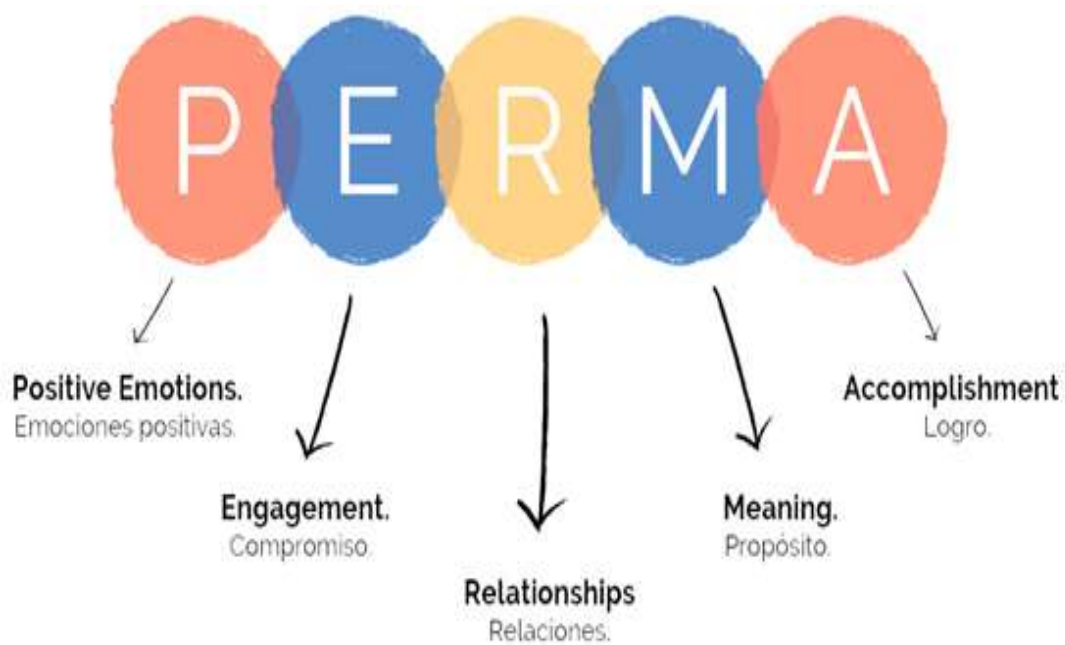 P E R M A
Positive Emotions.
Emociones positivas.
Engagement.
Compromiso.
Relationships
Relaciones.
Meaning.
Propósito.
Accomplishment
Logro.